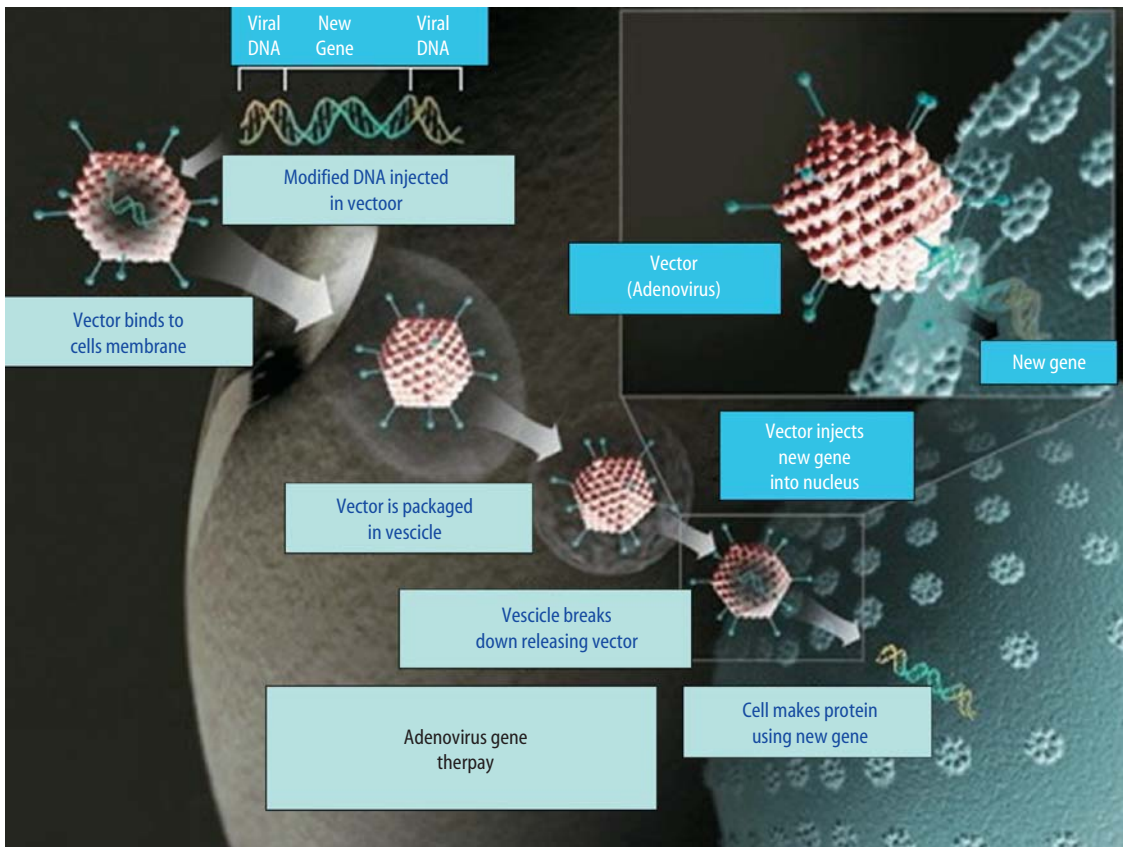 Viral
DNA
New
Gene
Viral
DNA
Modified DNA injected
in vectoor
Vector binds to
cells membrane
Vector
(Adenovirus)
New gene
Vector injects
new gene
into nucleus
Vector is packaged
in vescicle
Vescicle breaks
down releasing vector
Cell makes protein
using new gene
Adenovirus gene
therpay